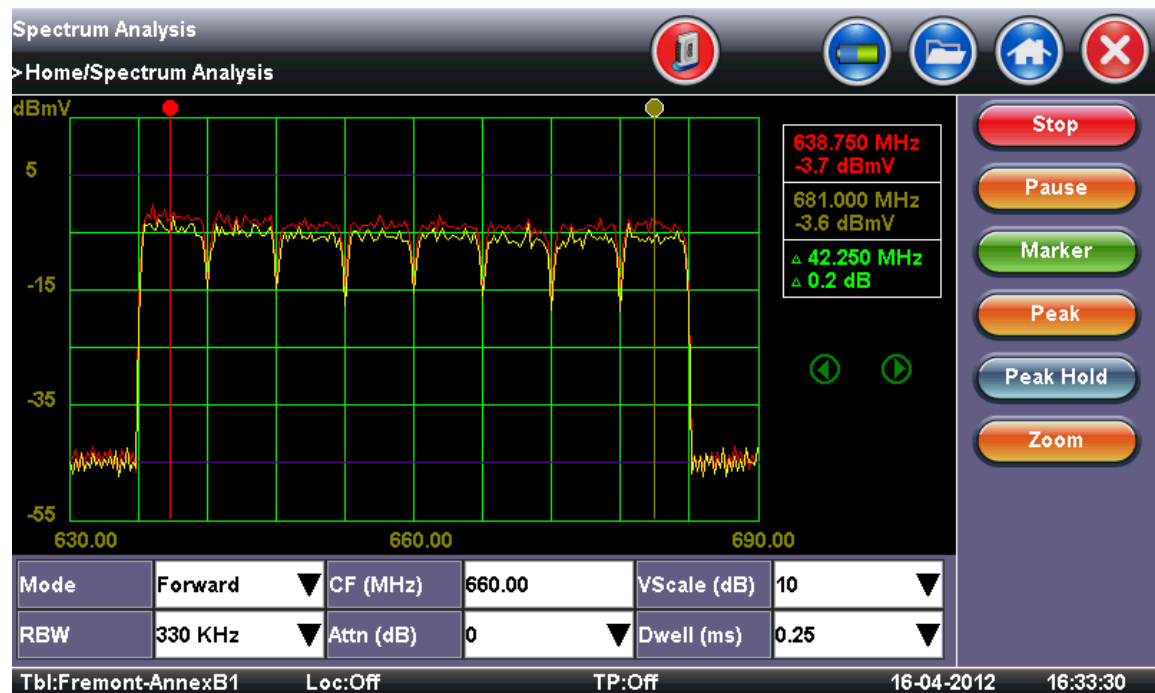 Spectrum Analysis
>Home/Spectrum Analysis
dBmV
5
-15
-35
-55
630.00 660.00 690.00
638.750 MHz
-3.7 dBmV
681.000 MHz
-3.6 dBmV
▵ 42.250 MHz
▵ 0.2 dB
Stop
Pause
Marker
Peak
Peak Hold
Zoom
Mode Forward CF (MHz) 660.00 VScale (dB) 10
RBW 330 KHz Attn (dB) 0 Dwell (ms) 0.25
Tbl:Fremont-AnnexB1 Loc:Off TP:Off 16-04-2012 16:33:30